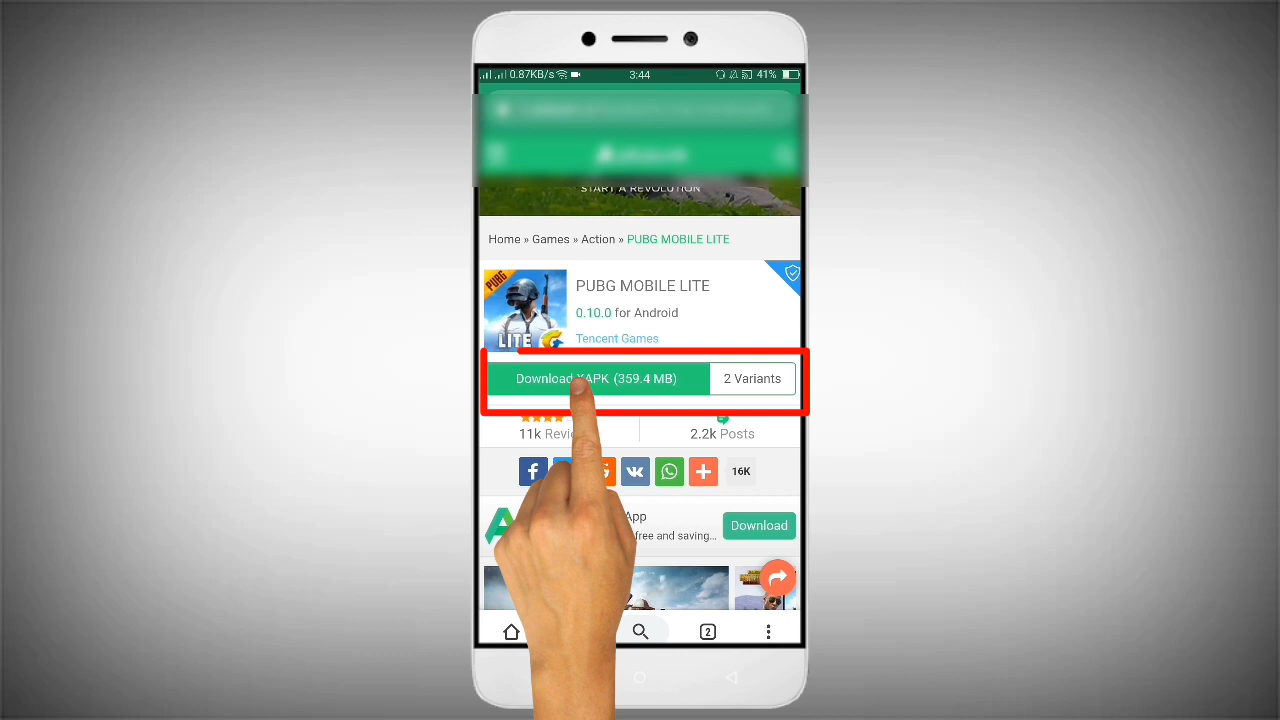 0.87KB/s 3:44 41%
START A REVOLUTION
Home » Games » Action » PUBG MOBILE LITE
PUBG
LITE
PUBG MOBILE LITE
0.10.0 for Android
Tencent Games
Download XAPK (359.4 MB) 2 Variants
11k 2.2k Posts
f VK 16K
App
free and saving... Download
2